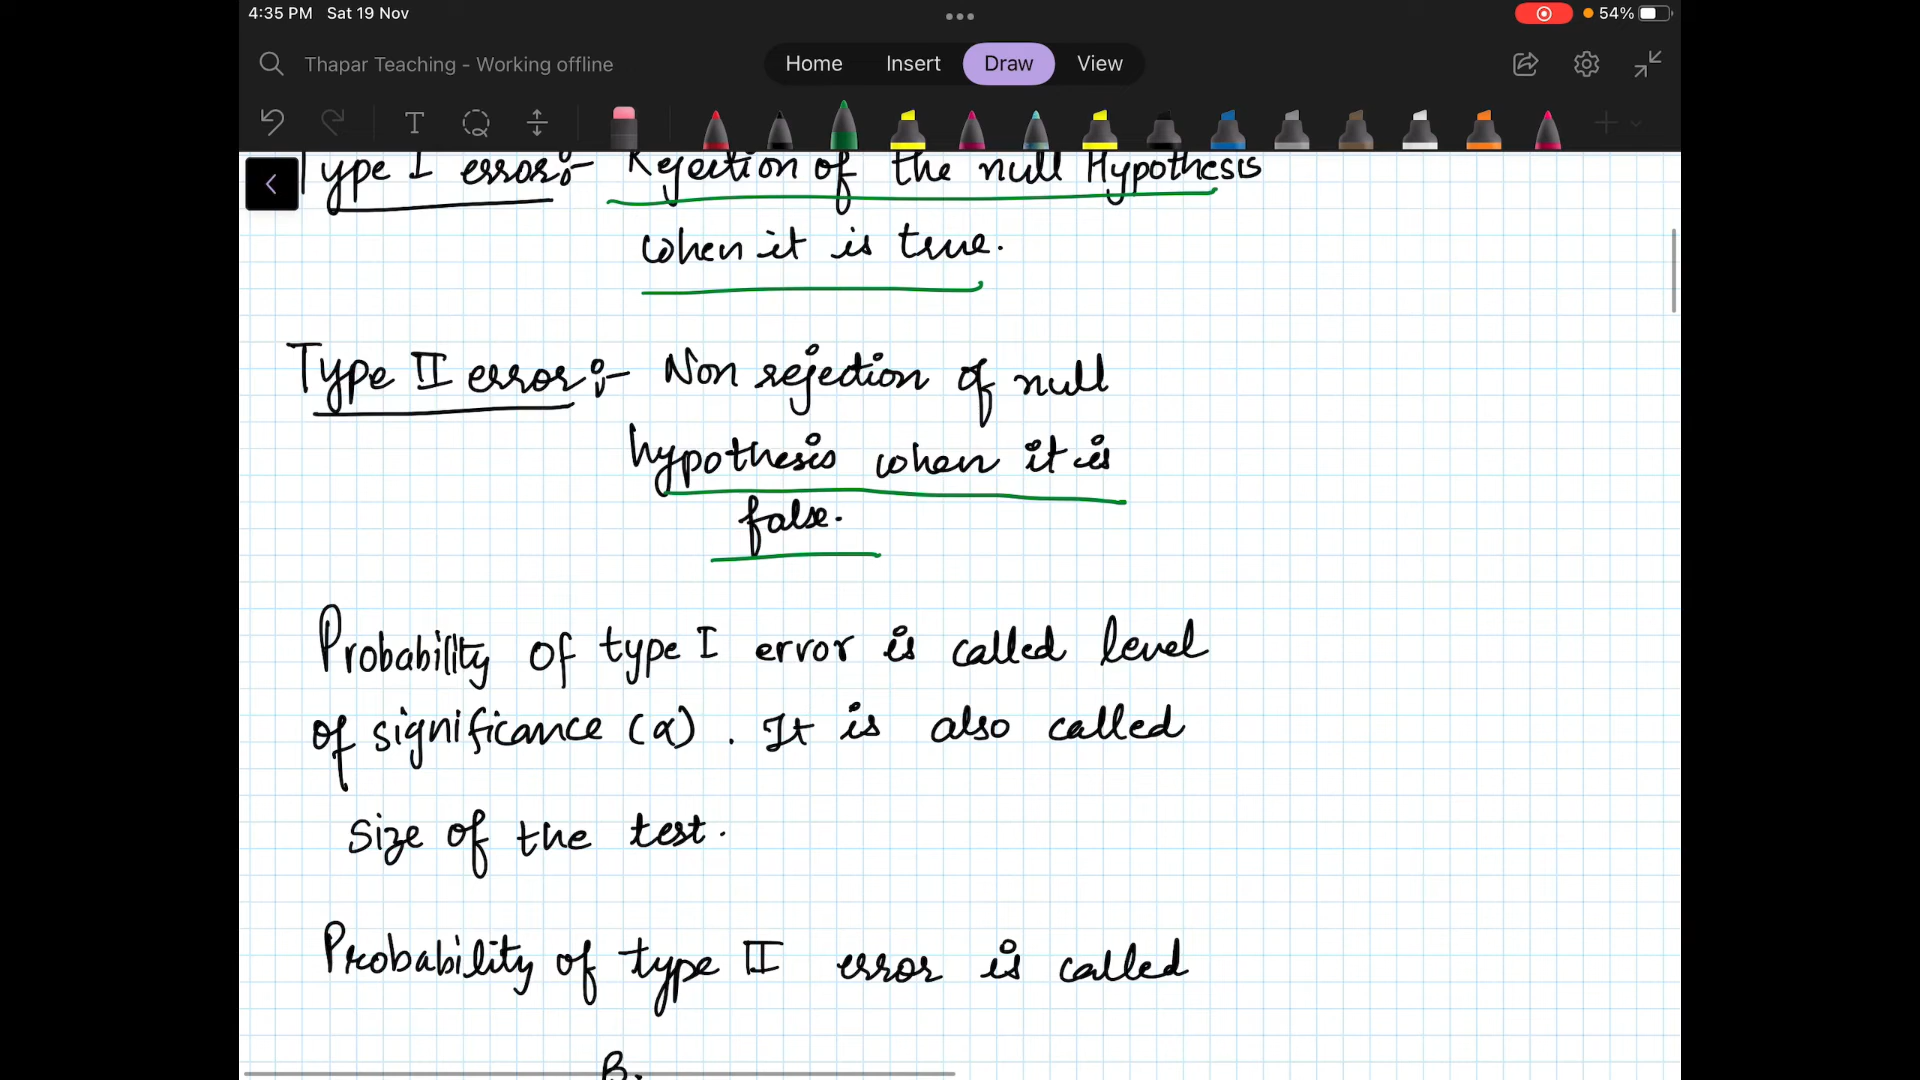 4:35 PM Sat 19 Nov
54%
Thapar Teaching - Working offline
Home Insert Draw View
T
Type I error:- Rejection of the null Hypothesis
when it is true.
Type II error:- Non rejection of null
hypothesis when it is
false.
Probability of type I error is called level
of significance (α). It is also called
size of the test.
Probability of type II error is called
β.